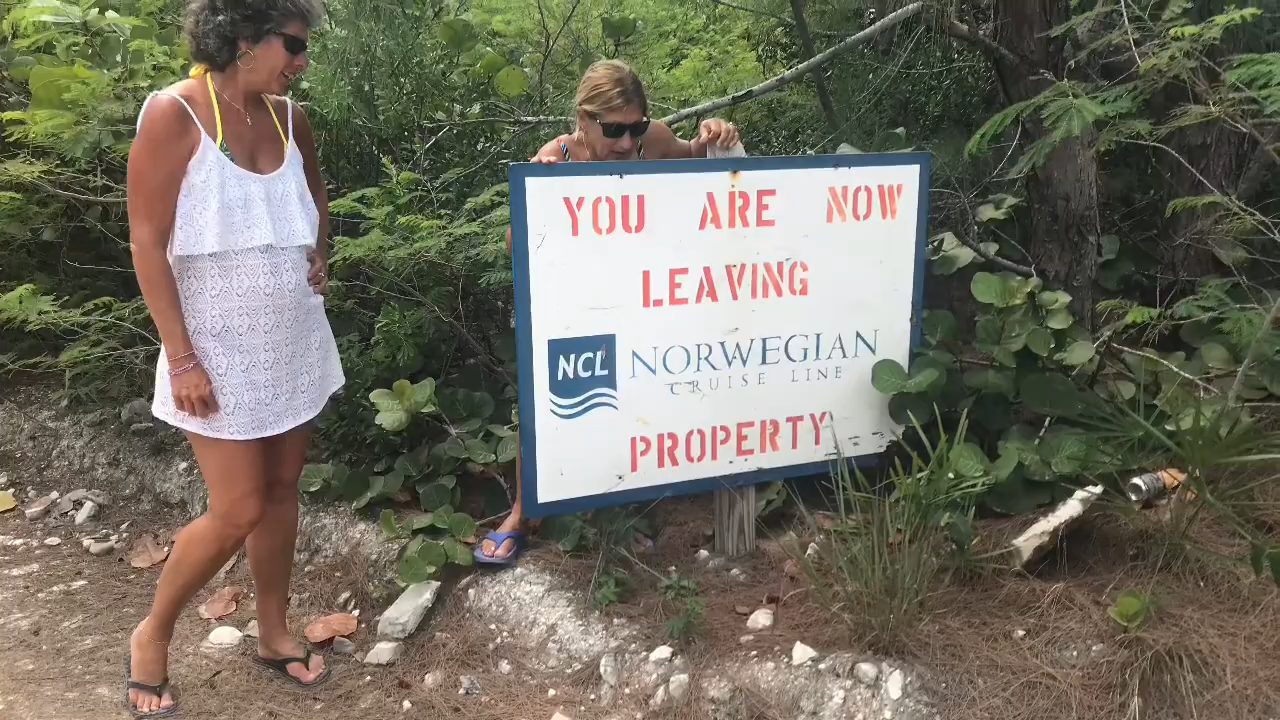 YOU ARE NOW
LEAVING
NCL NORWEGIAN
CRUISE LINE
PROPERTY